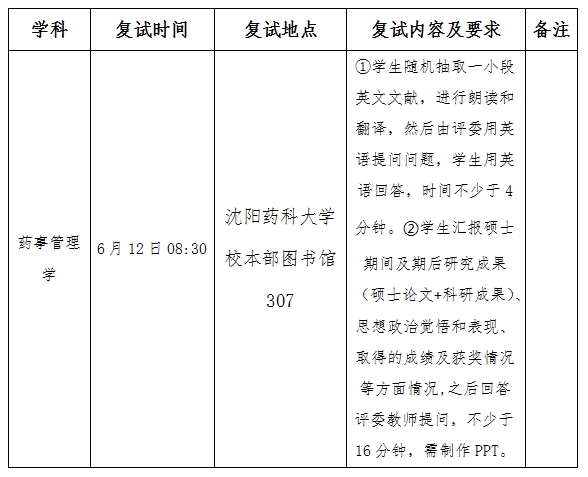 学科 复试时间 复试地点 复试内容及要求 备注
药事管理
学
6月12日08:30
沈阳药科大学
校本部图书馆
307
①学生随机抽取一小段
英文文献，进行朗读和
翻译，然后由评委用英
语提问问题，学生用英
语回答，时间不少于4
分钟。②学生汇报硕士
期间及期后研究成果
（硕士论文+科研成果）、
思想政治觉悟和表现、
取得的成绩及获奖情况
等方面情况,之后回答
评委教师提问，不少于
16分钟，需制作PPT。